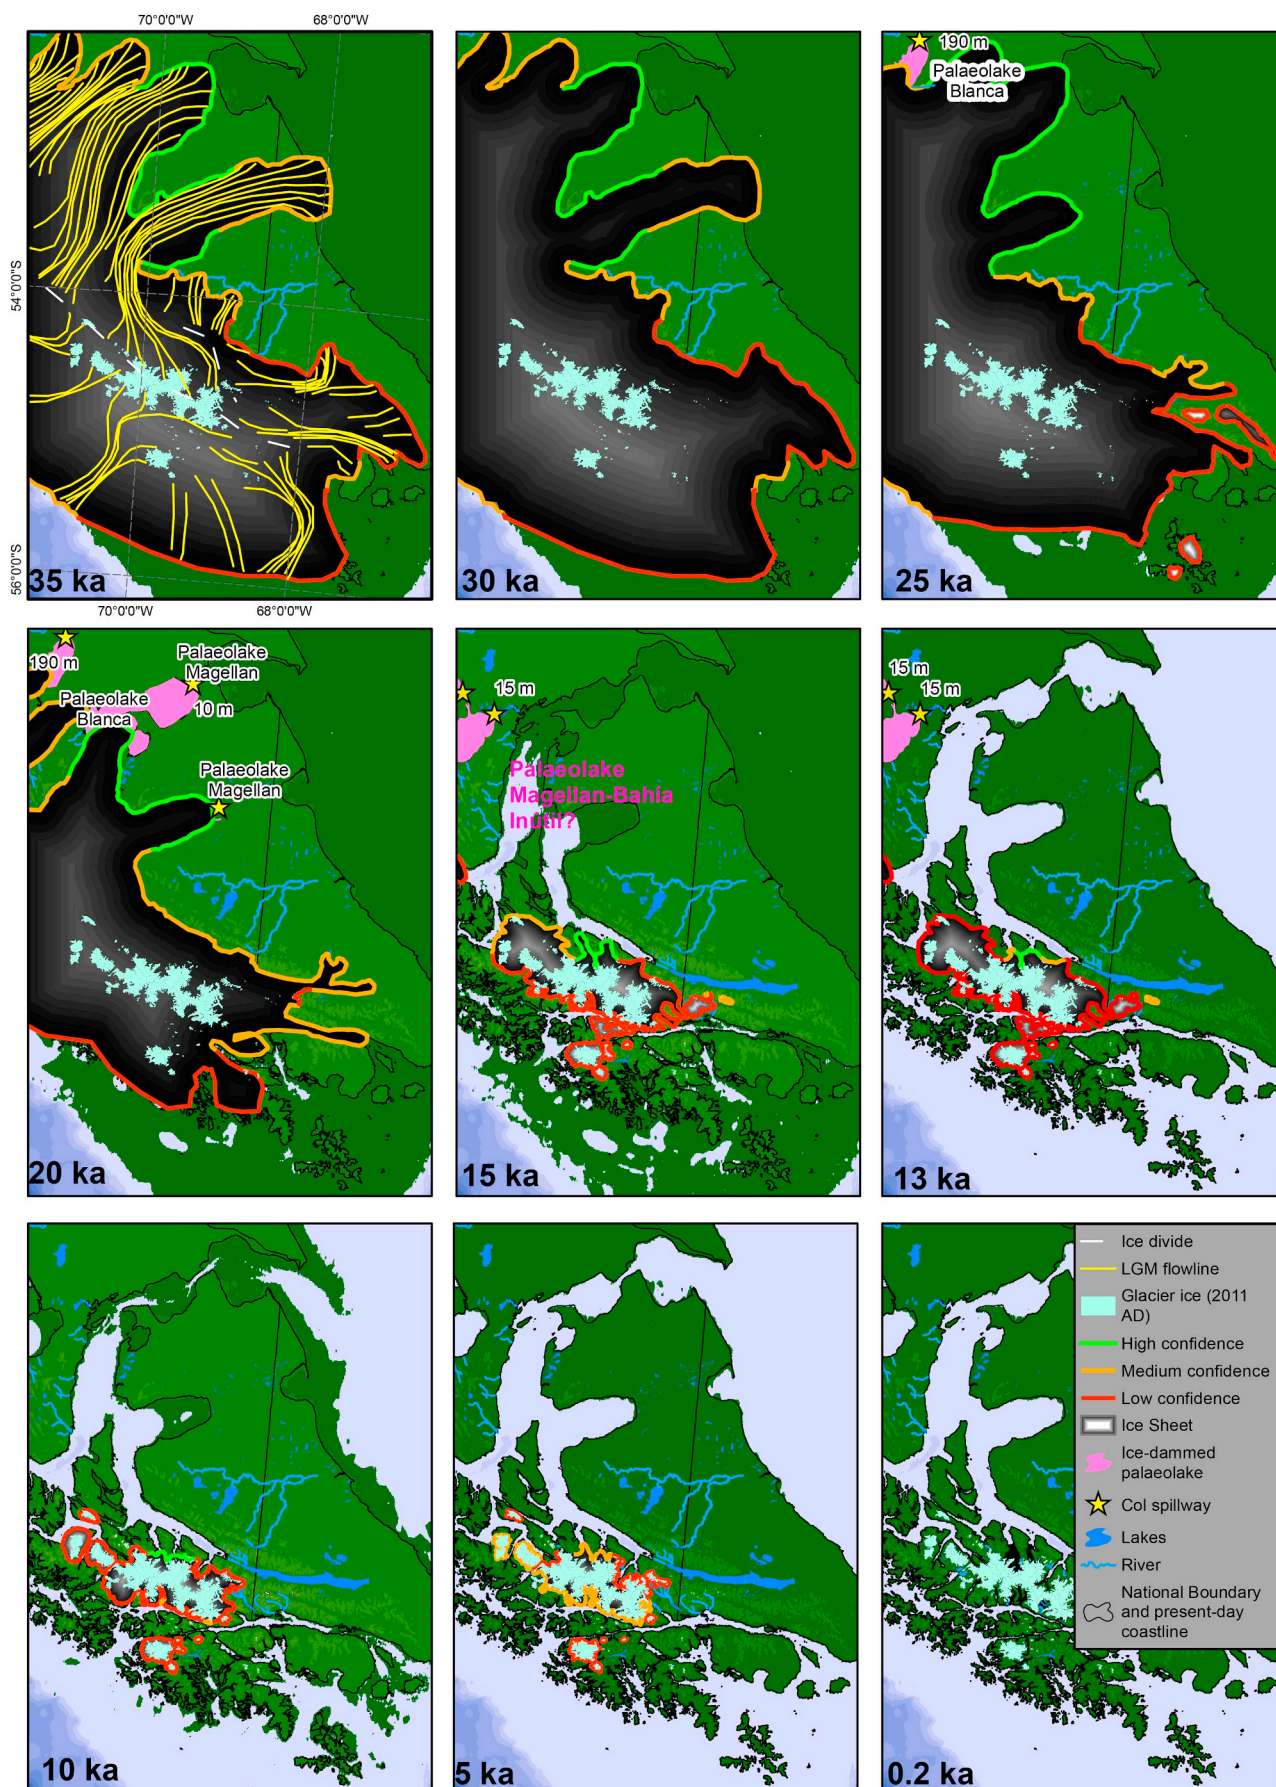 70°0'0"W
68°0'0"W
54°0'0"S
56°0'0"S
35 ka
70°0'0"W
68°0'0"W
30 ka
190 m
Palaeolake
Blanca
25 ka
190 m
Palaeolake
Magellan
Palaeolake
Blanca
10 m
Palaeolake
Magellan
20 ka
15 m
Palaeolake
Magellan-Bahía
Inutil?
15 ka
15 m
15 m
13 ka
10 ka
5 ka
Ice divide
LGM flowline
Glacier ice (2011
AD)
High confidence
Medium confidence
Low confidence
Ice Sheet
Ice-dammed
palaeolake
Col spillway
Lakes
River
National Boundary
and present-day
coastline
0.2 ka